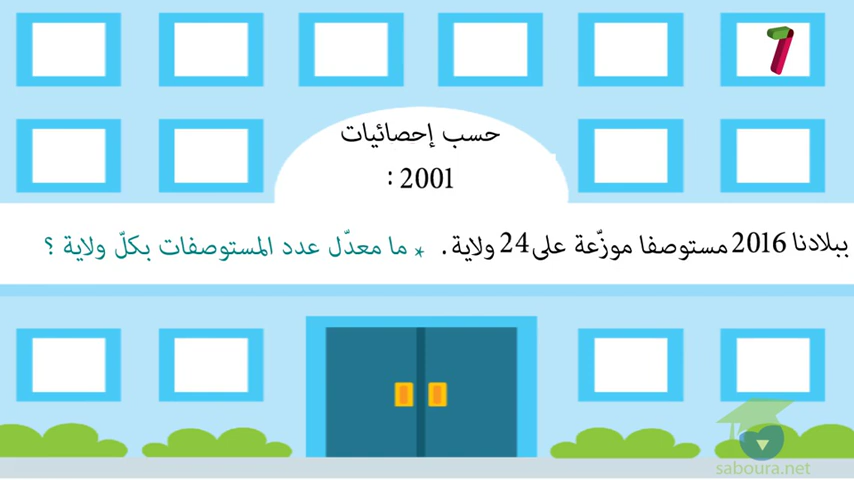 1
حسب إحصائيات
2001 :
ببلادنا 2016 مستوصفا موزّعة على 24 ولاية . * ما معدّل عدد المستوصفات بكلّ ولاية ؟
saboura.net